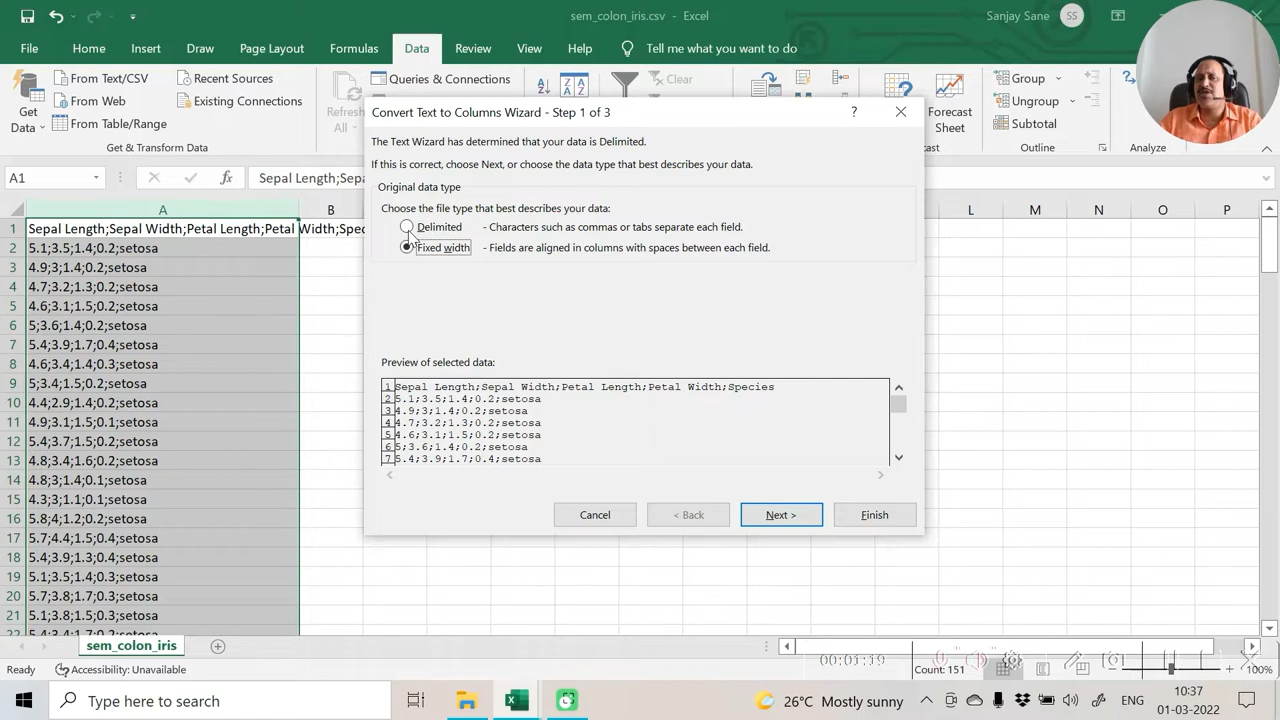 sem_colon_iris.csv - Excel
Sanjay Sane
SS
File Home Insert Draw Page Layout Formulas Data Review View Help Tell me what you want to do
Get Data
From Text/CSV
From Web
From Table/Range
Recent Sources
Existing Connections
Get & Transform Data
Refresh All
Queries & Connections
Clear
Forecast Sheet
Group
Ungroup
Subtotal
Outline
Analyze
A1
fx
Sepal Length;Sepa
Convert Text to Columns Wizard - Step 1 of 3
?
The Text Wizard has determined that your data is Delimited.
If this is correct, choose Next, or choose the data type that best describes your data.
Original data type
Choose the file type that best describes your data:
Delimited - Characters such as commas or tabs separate each field.
Fixed width - Fields are aligned in columns with spaces between each field.
Preview of selected data:
1 Sepal Length;Sepal Width;Petal Length;Petal Width;Species
2 5.1;3.5;1.4;0.2;setosa
3 4.9;3;1.4;0.2;setosa
4 4.7;3.2;1.3;0.2;setosa
5 4.6;3.1;1.5;0.2;setosa
6 5;3.6;1.4;0.2;setosa
7 5.4;3.9;1.7;0.4;setosa
Cancel < Back Next > Finish
A B L M N O P
1 Sepal Length;Sepal Width;Petal Length;Petal Width;Spec
2 5.1;3.5;1.4;0.2;setosa
3 4.9;3;1.4;0.2;setosa
4 4.7;3.2;1.3;0.2;setosa
5 4.6;3.1;1.5;0.2;setosa
6 5;3.6;1.4;0.2;setosa
7 5.4;3.9;1.7;0.4;setosa
8 4.6;3.4;1.4;0.3;setosa
9 5;3.4;1.5;0.2;setosa
10 4.4;2.9;1.4;0.2;setosa
11 4.9;3.1;1.5;0.1;setosa
12 5.4;3.7;1.5;0.2;setosa
13 4.8;3.4;1.6;0.2;setosa
14 4.8;3;1.4;0.1;setosa
15 4.3;3;1.1;0.1;setosa
16 5.8;4;1.2;0.2;setosa
17 5.7;4.4;1.5;0.4;setosa
18 5.4;3.9;1.3;0.4;setosa
19 5.1;3.5;1.4;0.3;setosa
20 5.7;3.8;1.7;0.3;setosa
21 5.1;3.8;1.5;0.3;setosa
22 5.4;3.4;1.7;0.2;setosa
sem_colon_iris
Ready
Accessibility: Unavailable
00:01:19
Count: 151
100%
Type here to search
26°C Mostly sunny
ENG
10:37
01-03-2022